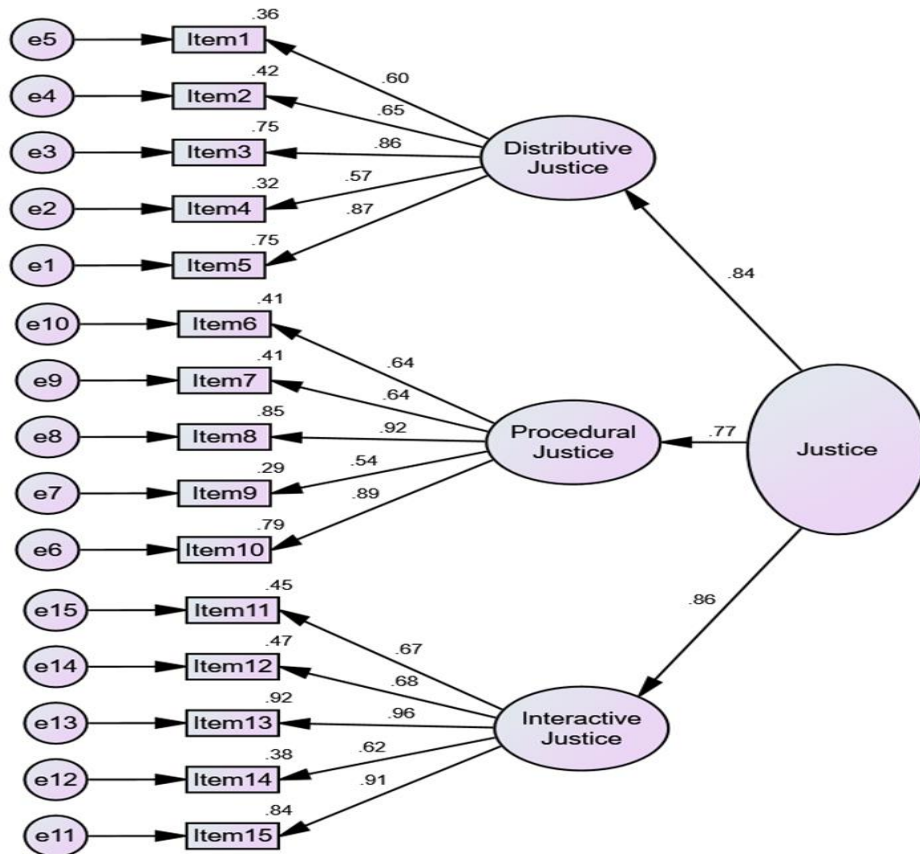 .36
e5 Item1
.60
.42
e4 Item2
.65
.75
e3 Item3
.86
Distributive
Justice
.32
e2 Item4
.57
.75
e1 Item5
.87
.84
.41
e10 Item6
.64
.41
e9 Item7
.64
.85
e8 Item8
.92
Procedural
Justice
.77
Justice
.29
e7 Item9
.54
.79
e6 Item10
.89
.45
e15 Item11
.67
.86
.47
e14 Item12
.68
.92
e13 Item13
.96
Interactive
Justice
.38
e12 Item14
.62
.84
e11 Item15
.91